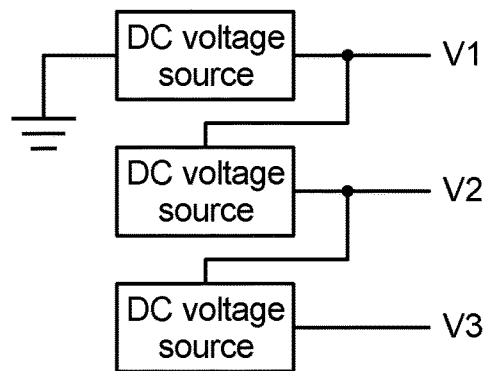 DC voltage
source
V1
DC voltage
source
V2
DC voltage
source
V3